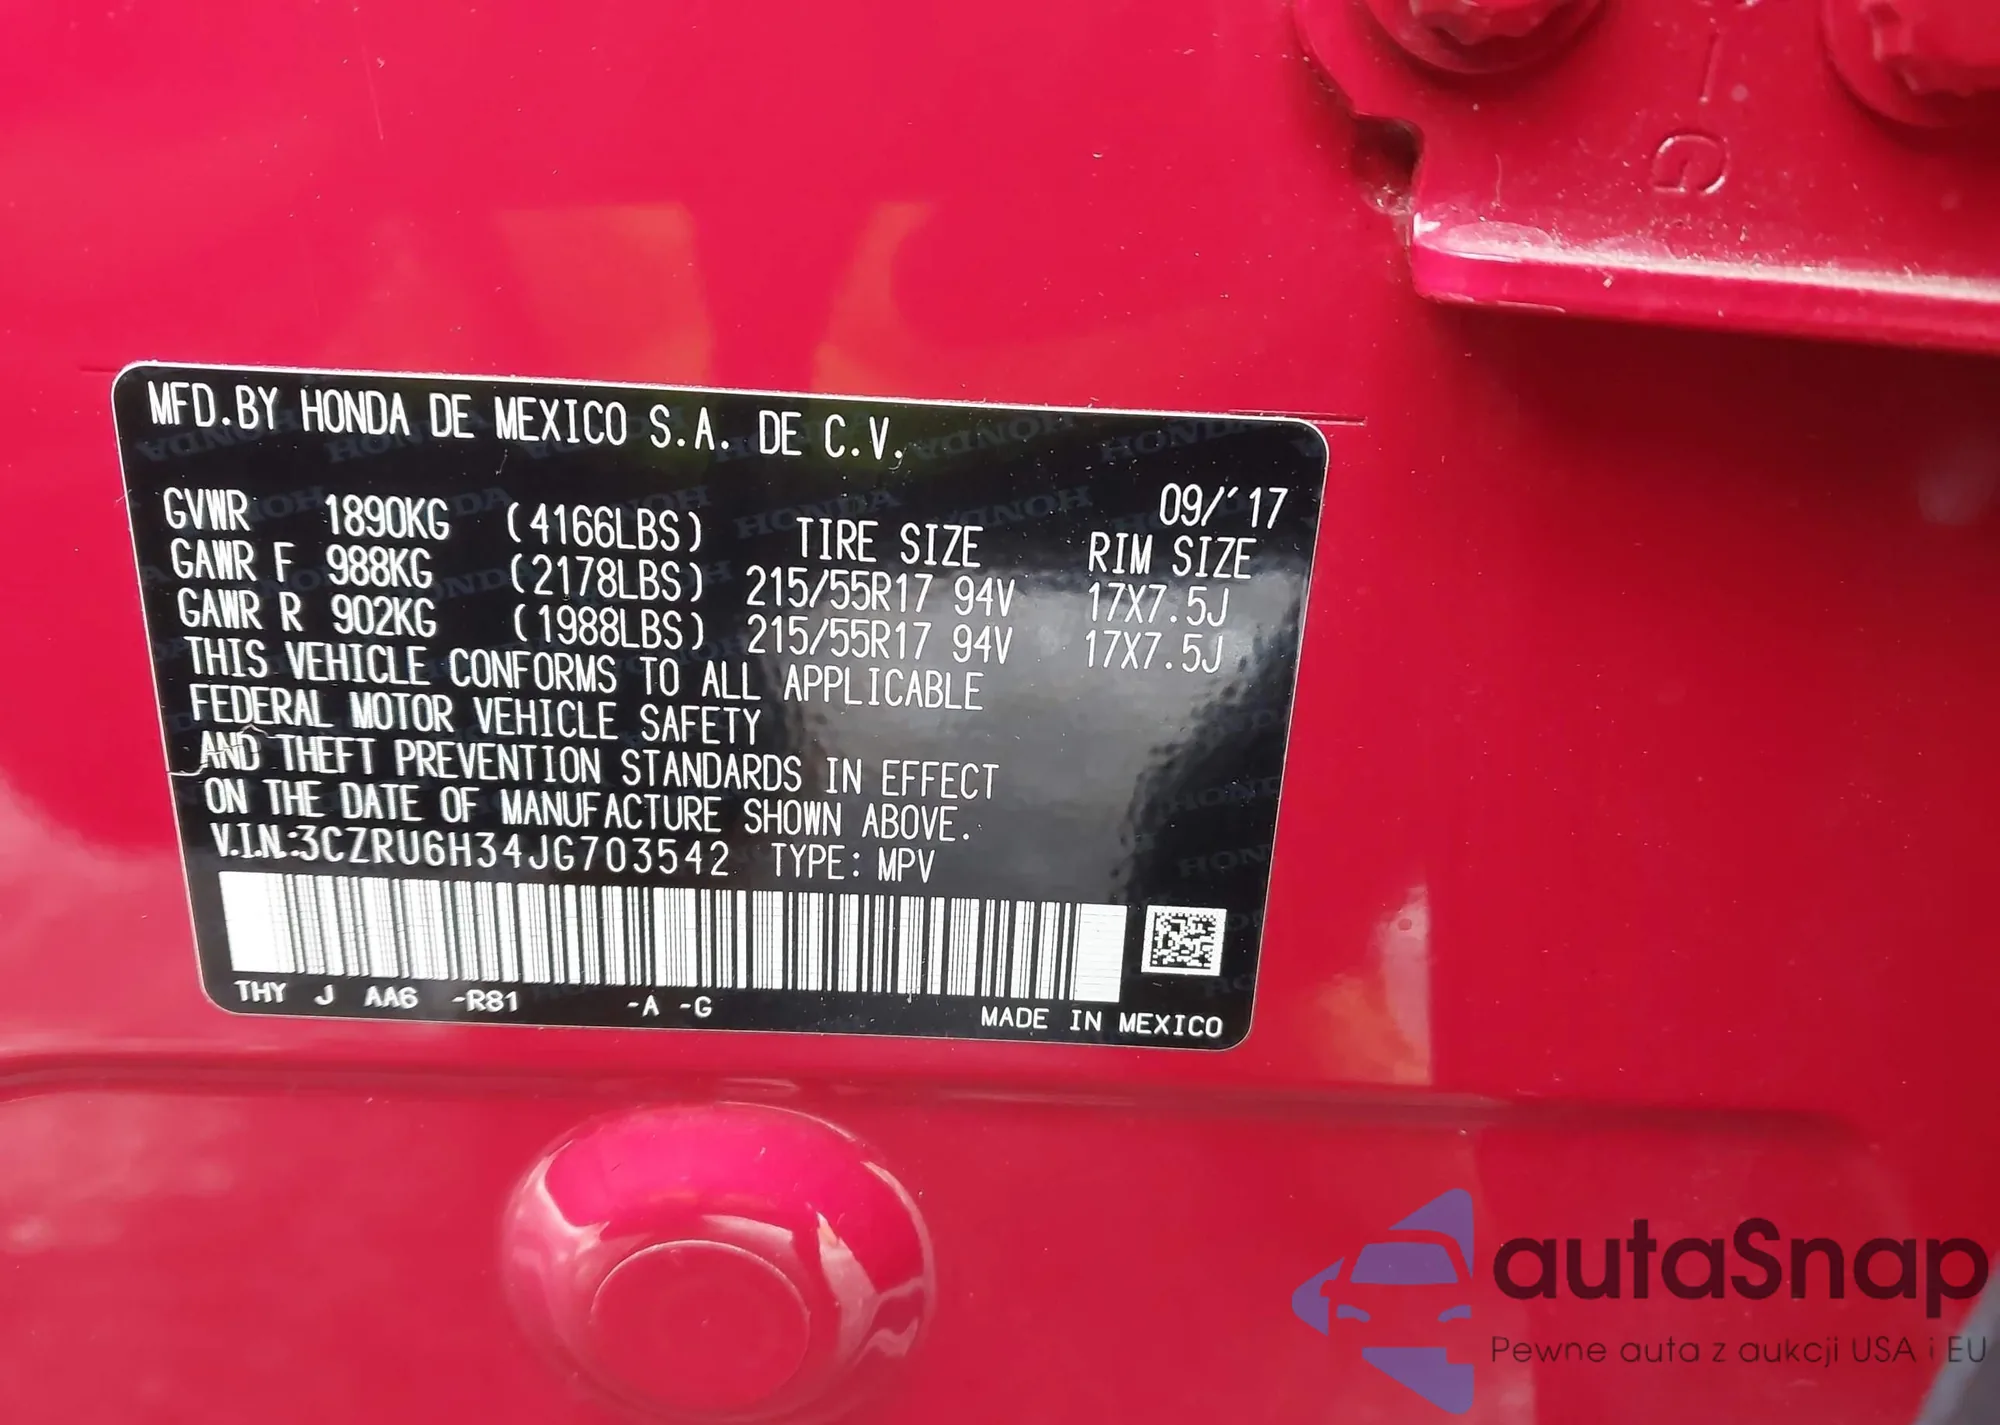 MFD.BY HONDA DE MEXICO S.A. DE C.V.
09/'17
GVWR 1890KG (4166LBS) TIRE SIZE RIM SIZE
GAWR F 988KG (2178LBS) 215/55R17 94V 17X7.5J
GAWR R 902KG (1988LBS) 215/55R17 94V 17X7.5J
THIS VEHICLE CONFORMS TO ALL APPLICABLE
FEDERAL MOTOR VEHICLE SAFETY
AND THEFT PREVENTION STANDARDS IN EFFECT
ON THE DATE OF MANUFACTURE SHOWN ABOVE.
V.I.N.:3CZRU6H34JG703542 TYPE: MPV
THY J AA6 -R81 -A -G
MADE IN MEXICO
G
autaSnap
Pewne auta z aukcji USA i EU